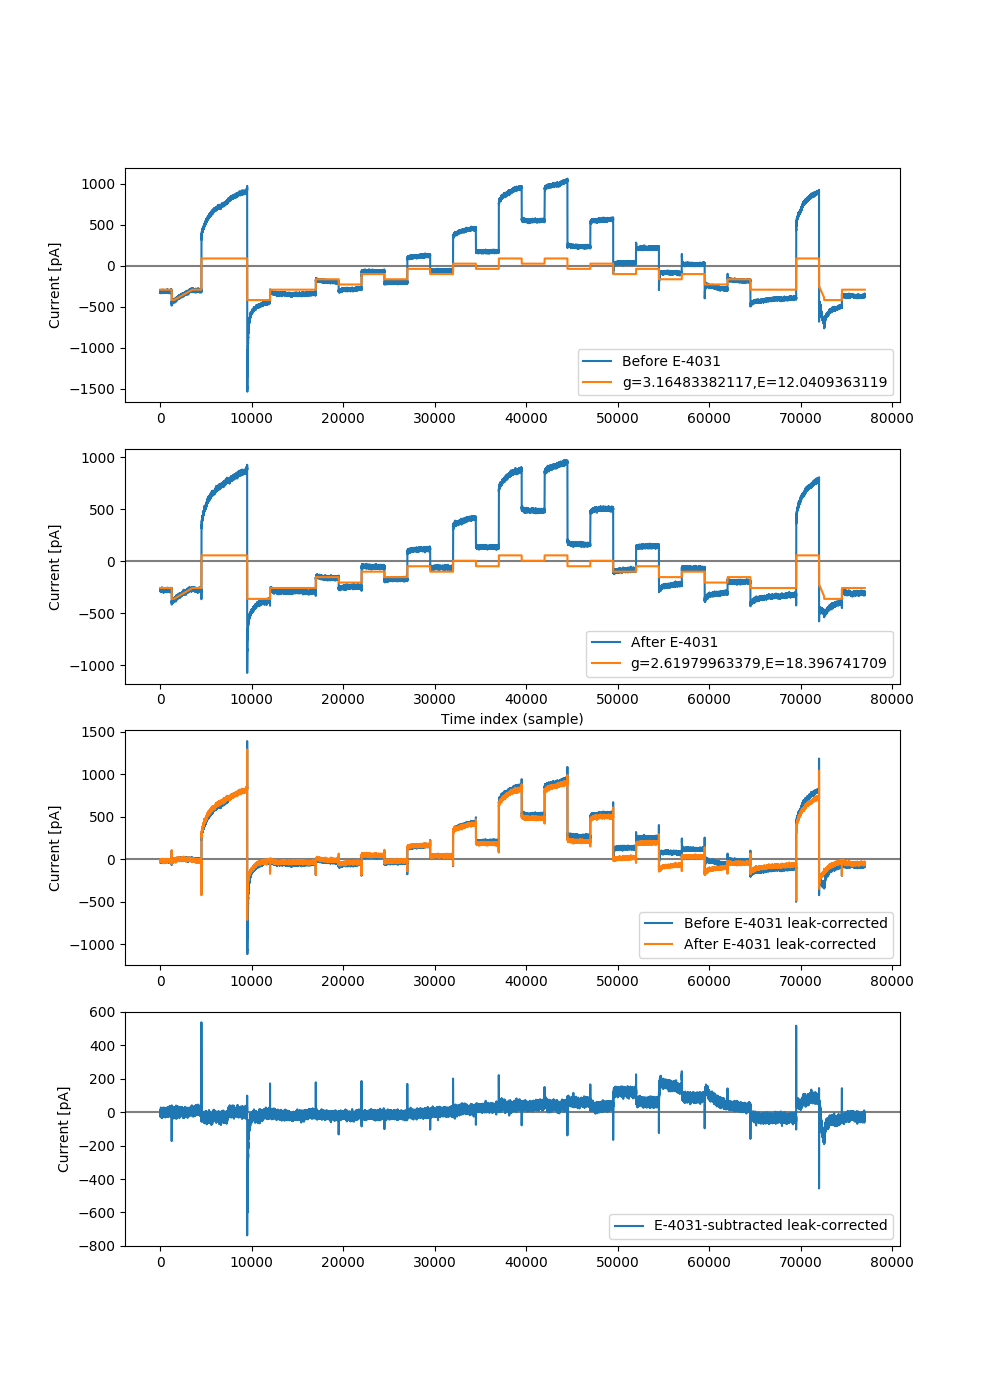 1000
500
0
−500
−1000
−1500
Current [pA]
Before E-4031
g=3.16483382117,E=12.0409363119
0 10000 20000 30000 40000 50000 60000 70000 80000
1000
500
0
−500
−1000
Current [pA]
After E-4031
g=2.61979963379,E=18.396741709
0 10000 20000 30000 40000 50000 60000 70000 80000
Time index (sample)
1500
1000
500
0
−500
−1000
Current [pA]
Before E-4031 leak-corrected
After E-4031 leak-corrected
0 10000 20000 30000 40000 50000 60000 70000 80000
600
400
200
0
−200
−400
−600
−800
Current [pA]
E-4031-subtracted leak-corrected
0 10000 20000 30000 40000 50000 60000 70000 80000